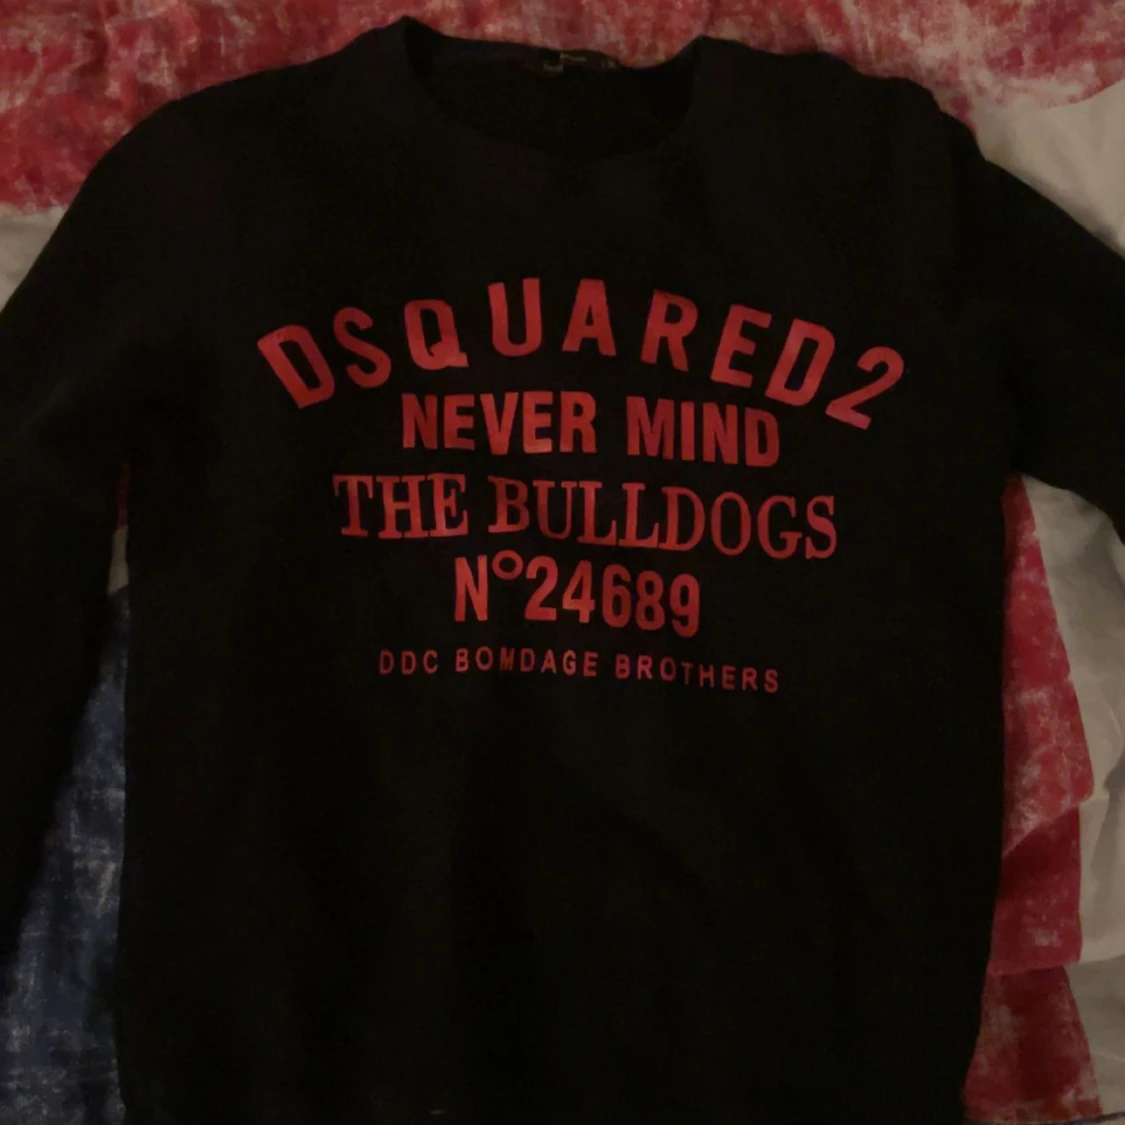 DSQUARED2
NEVER MIND
THE BULLDOGS
N°24689
DDC BOMDAGE BROTHERS